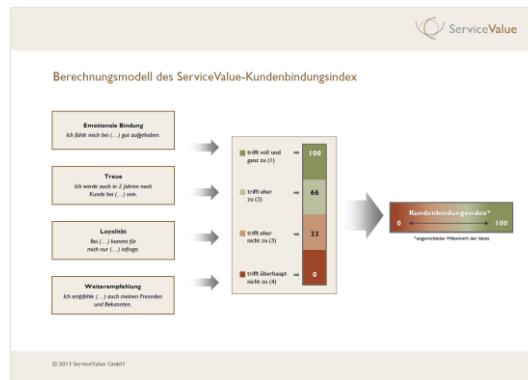 ServiceValue
Berechnungsmodell des ServiceValue-Kundenbindungsindex
Emotionale Bindung
Ich fühle mich bei (…) gut aufgehoben.
Treue
Ich werde auch in 2 Jahren noch
Kunde bei (…) sein.
Loyalität
Bei (…) kommt für
mich nur (…) infrage.
Weiterempfehlung
Ich empfehle (…) auch meinen Freunden
und Bekannten.
trifft voll und
ganz zu (1)
100
trifft eher
zu (2)
66
trifft eher
nicht zu (3)
33
trifft überhaupt
nicht zu (4)
0
Kundenbindungsindex*
0
100
*ungewichteter Mittelwert der Items
© 2013 ServiceValue GmbH